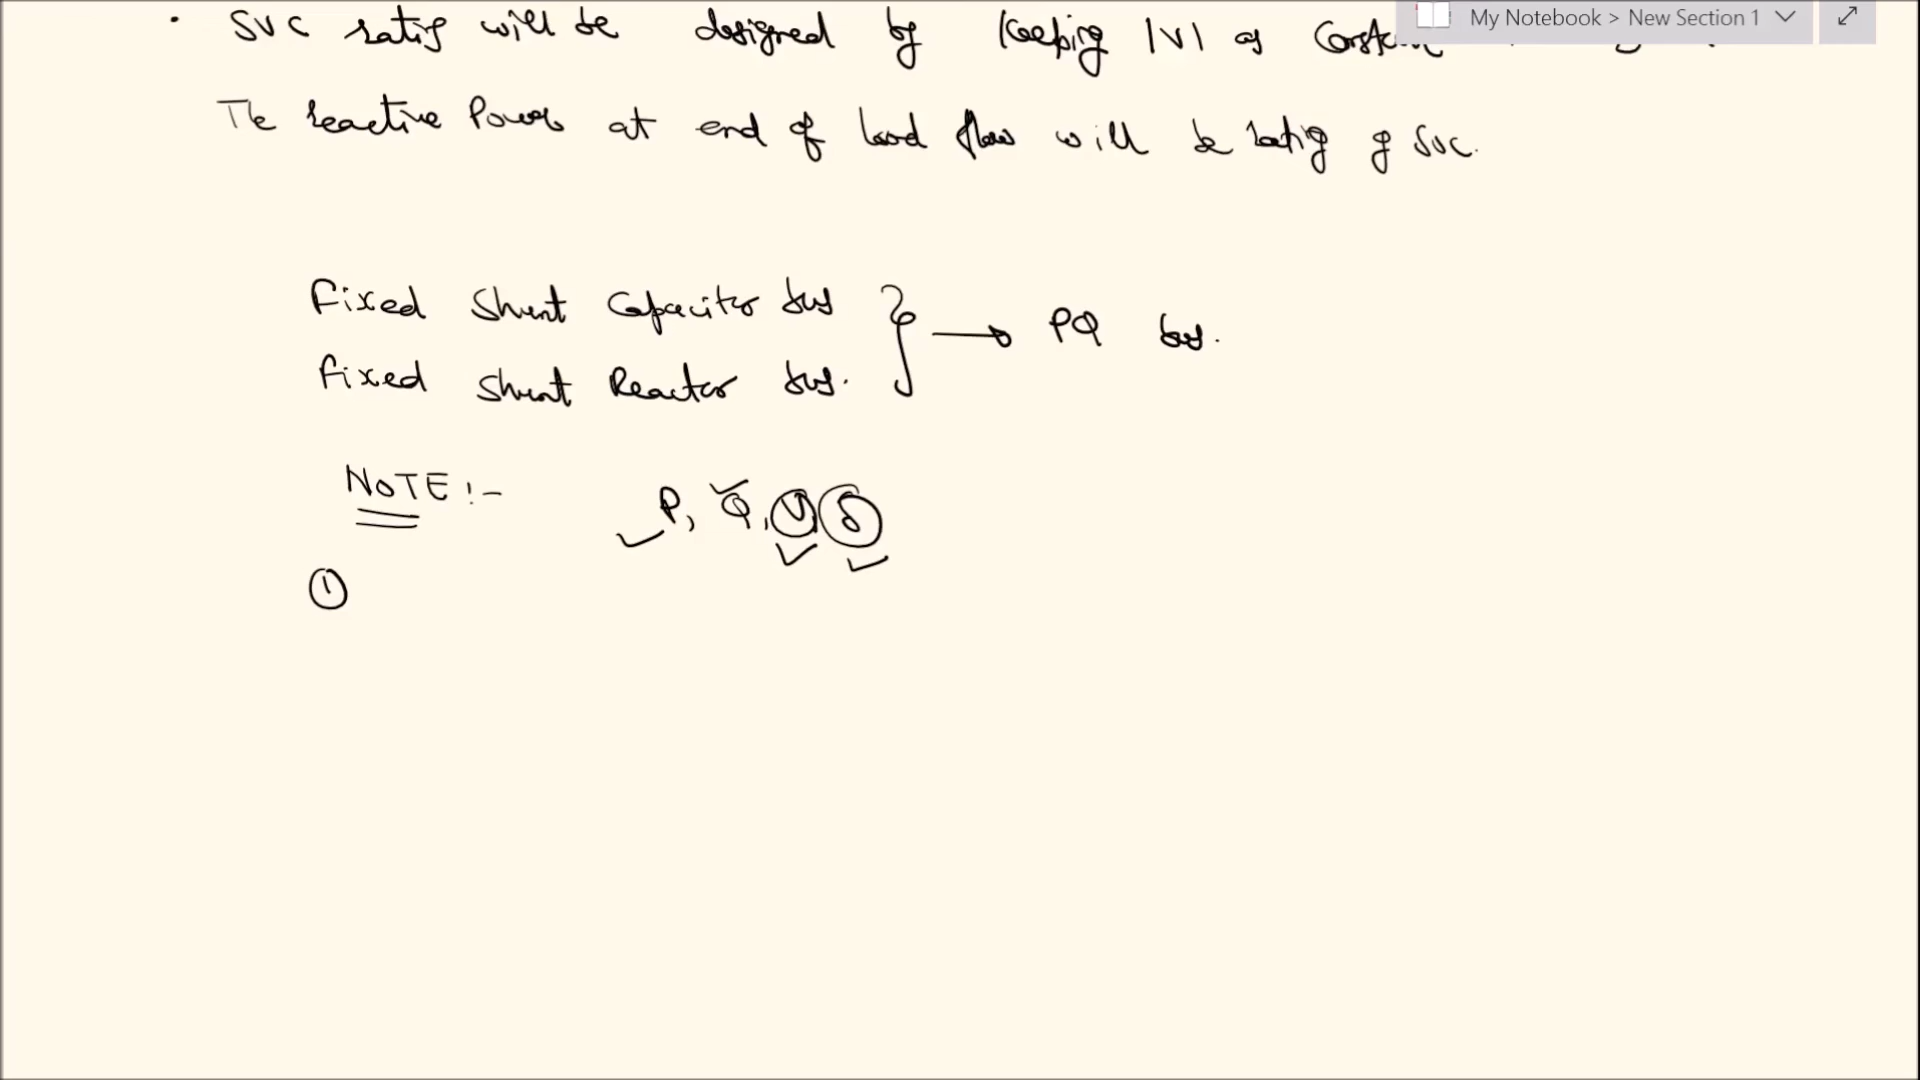 My Notebook > New Section 1
• SVC rating will be designed by keeping |V| as
The reactive Power at end of load flow will be rating of SVC.
Fixed Shunt Capacitor bus
Fixed Shunt Reactor bus. } → PQ bus.
NOTE :-
P, Q, V δ
①